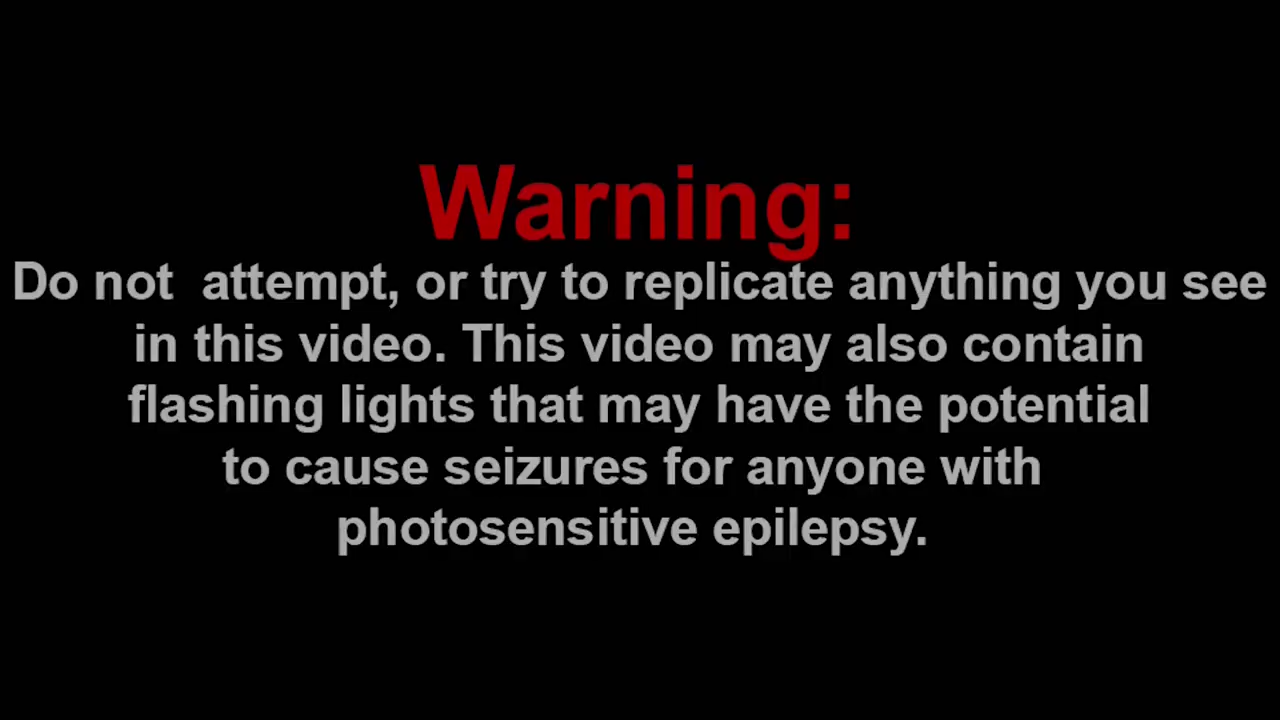 Warning:
Do not  attempt, or try to replicate anything you see
in this video. This video may also contain
flashing lights that may have the potential
to cause seizures for anyone with
photosensitive epilepsy.